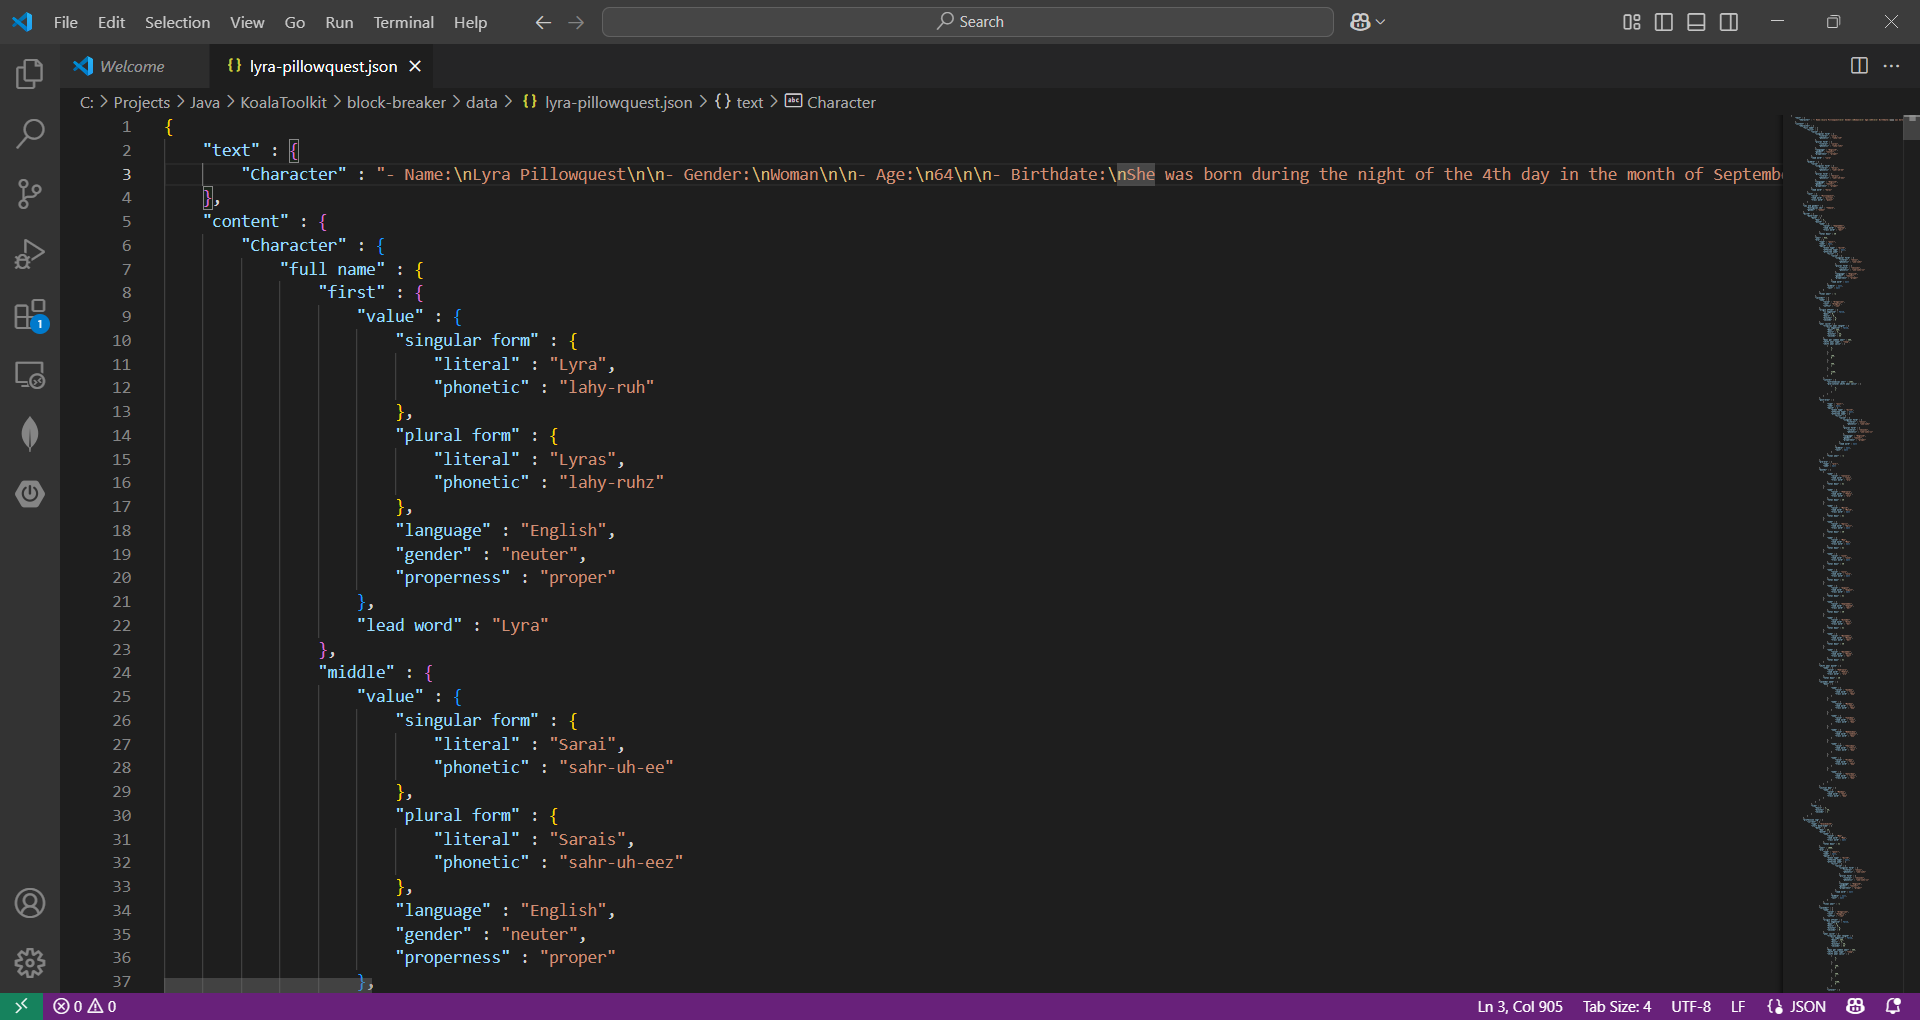 File Edit Selection View Go Run Terminal Help Search
Welcome {} lyra-pillowquest.json
C: > Projects > Java > KoalaToolkit > block-breaker > data > {} lyra-pillowquest.json > {} text > abc Character
1 {
2 "text" : {
3 "Character" : "- Name:\nLyra Pillowquest\n\n- Gender:\nWoman\n\n- Age:\n64\n\n- Birthdate:\nShe was born during the night of the 4th day in the month of Septemb
4 },
5 "content" : {
6 "Character" : {
7 "full name" : {
8 "first" : {
9 "value" : {
10 "singular form" : {
11 "literal" : "Lyra",
12 "phonetic" : "lahy-ruh"
13 },
14 "plural form" : {
15 "literal" : "Lyras",
16 "phonetic" : "lahy-ruhz"
17 },
18 "language" : "English",
19 "gender" : "neuter",
20 "properness" : "proper"
21 },
22 "lead word" : "Lyra"
23 },
24 "middle" : {
25 "value" : {
26 "singular form" : {
27 "literal" : "Sarai",
28 "phonetic" : "sahr-uh-ee"
29 },
30 "plural form" : {
31 "literal" : "Sarais",
32 "phonetic" : "sahr-uh-eez"
33 },
34 "language" : "English",
35 "gender" : "neuter",
36 "properness" : "proper"
37 },
1
0 0 Ln 3, Col 905 Tab Size: 4 UTF-8 LF {} JSON